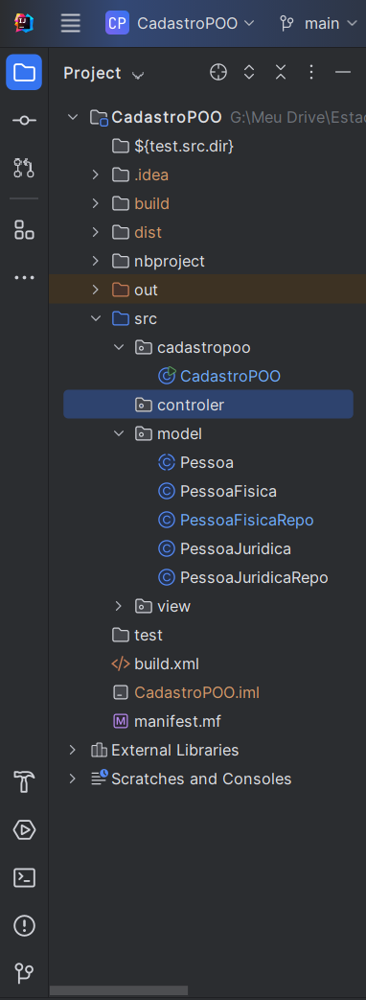 CP CadastroPOO main
Project
CadastroPOO G:\Meu Drive\Esta
${test.src.dir}
.idea
build
dist
nbproject
out
src
cadastropoo
CadastroPOO
controler
model
Pessoa
PessoaFisica
PessoaFisicaRepo
PessoaJuridica
PessoaJuridicaRepo
view
test
build.xml
CadastroPOO.iml
manifest.mf
External Libraries
Scratches and Consoles